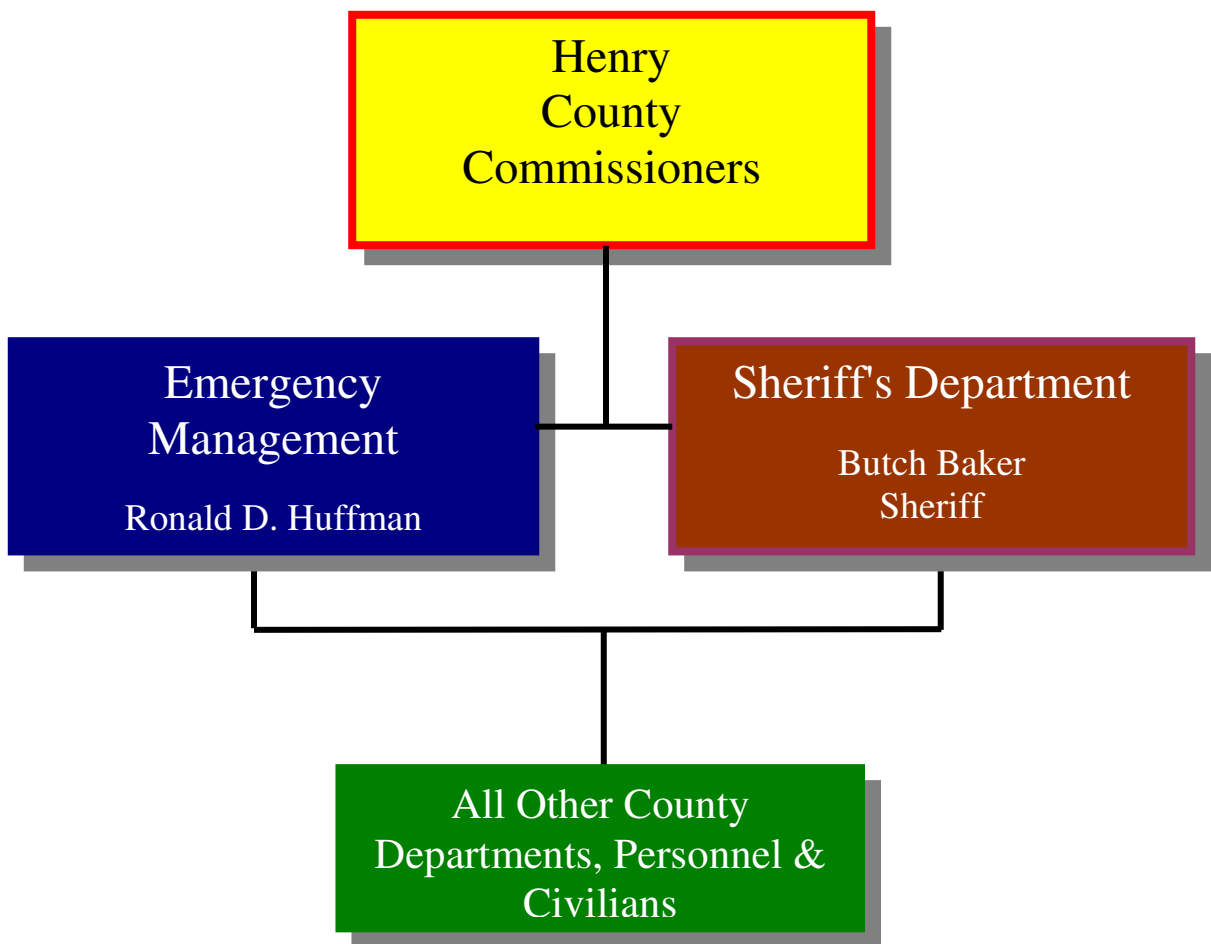 Henry
County
Commissioners
Emergency
Management
Ronald D. Huffman
Sheriff's Department
Butch Baker
Sheriff
All Other County
Departments, Personnel &
Civilians